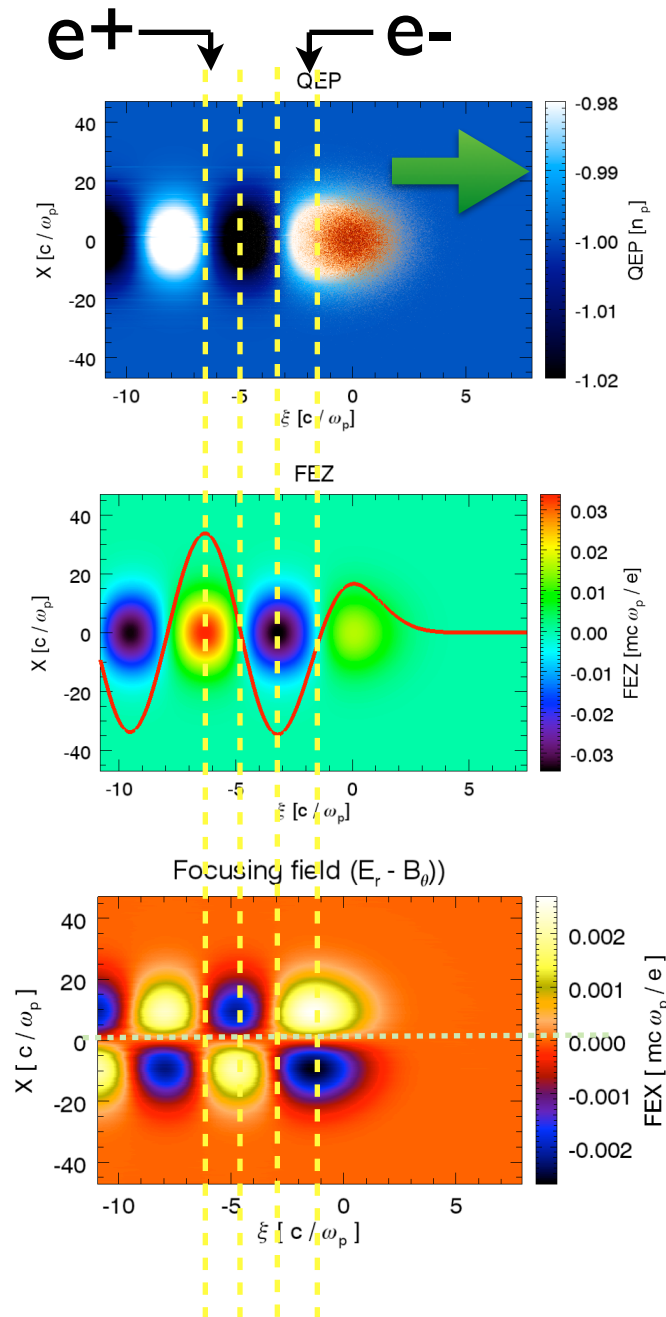 e+ e-
QEP
40
20
0
-20
-40
X [ c / ω_p ]
-10 -5 0 5
ξ [ c / ω_p ]
-0.98
-0.99
-1.00
-1.01
-1.02
QEP [ n_p ]
FEZ
40
20
0
-20
-40
X [ c / ω_p ]
-10 -5 0 5
ξ [ c / ω_p ]
0.03
0.02
0.01
0.00
-0.01
-0.02
-0.03
FEZ [mc ω_p / e]
Focusing field (E_r - B_θ))
40
20
0
-20
-40
X [ c / ω_p ]
-10 -5 0 5
ξ [ c / ω_p ]
0.002
0.001
0.000
-0.001
-0.002
FEX [ mc ω_p / e ]